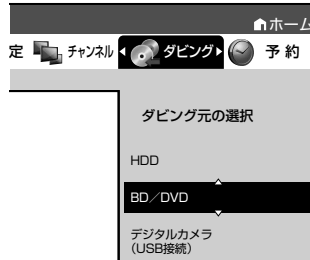 ホーム
定 チャンネル ダビング 予約
ダビング元の選択
HDD
BD/DVD
デジタルカメラ
(USB接続)